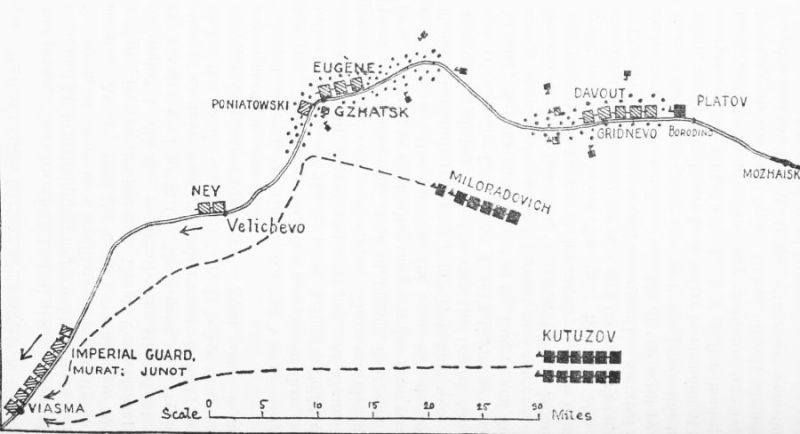 EUGÈNE
PONIATOWSKI
GZHATSK
DAVOUT
PLATOV
GRIDNEVO
BORODINO
MOZHAISK
MILORADOVICH
NEY
Velichevo
KUTUZOV
IMPERIAL GUARD,
MURAT; JUNOT
VIASMA
Scale 0 5 10 15 20 25 30 Miles